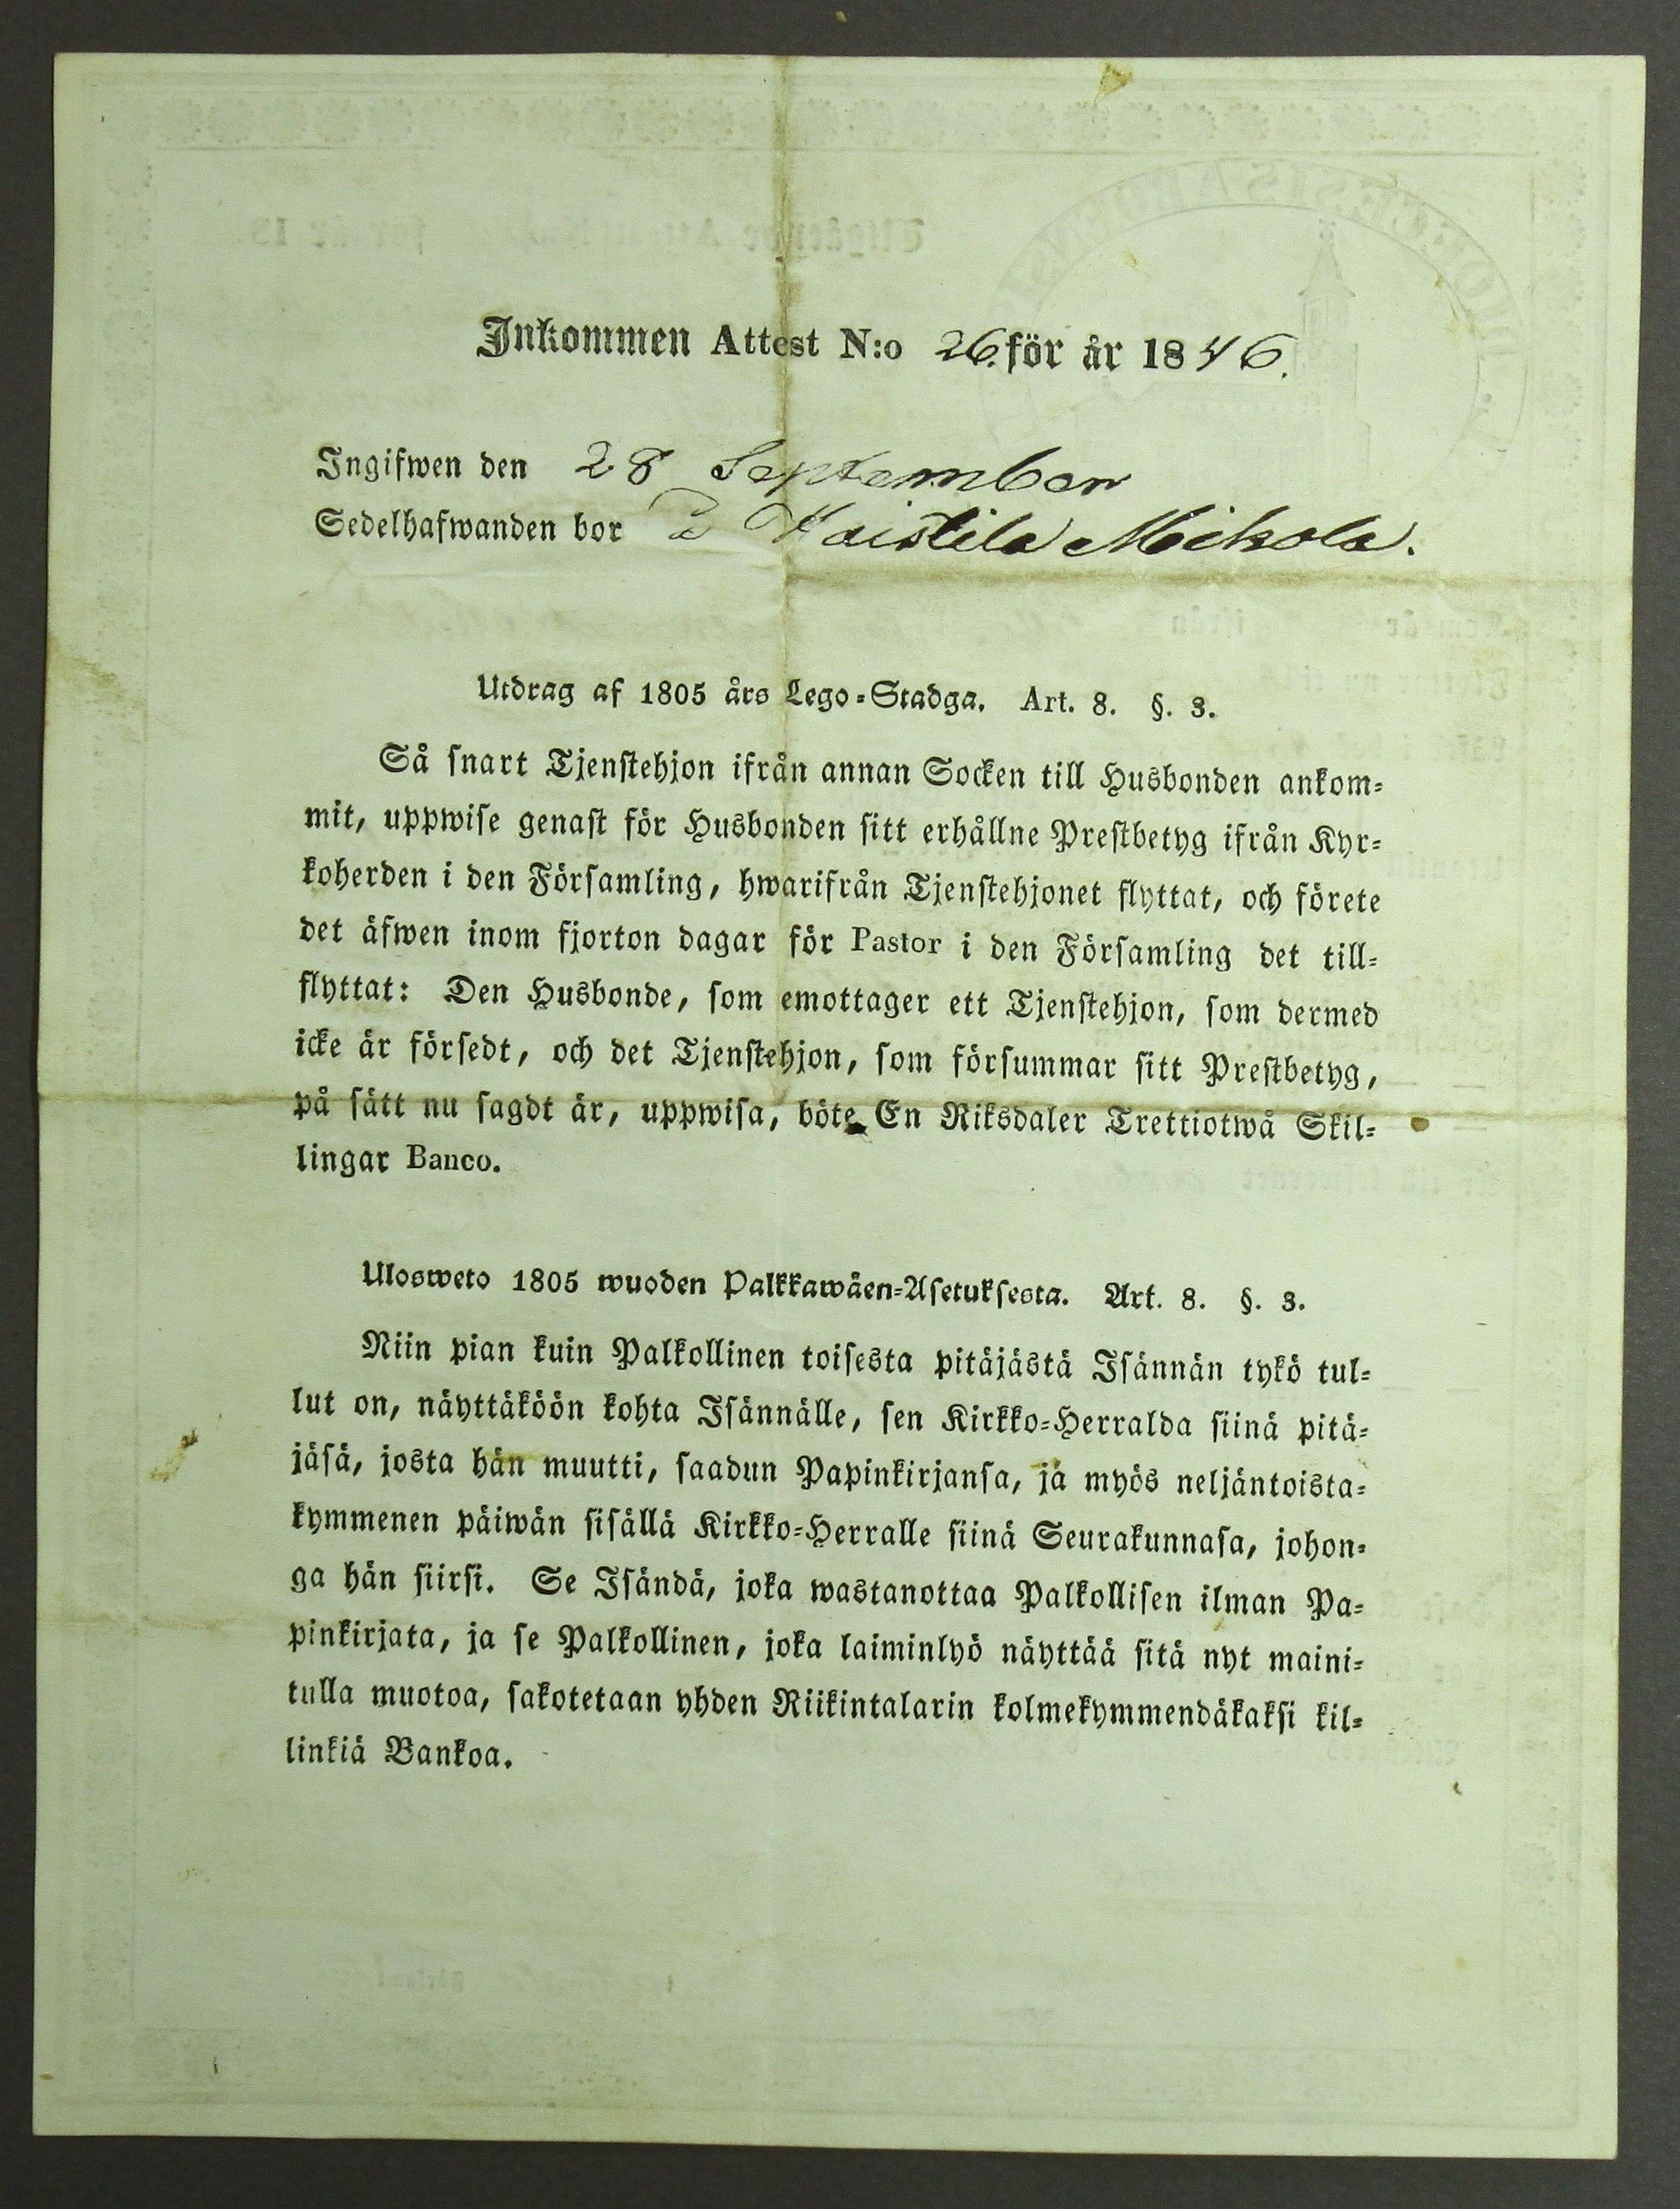 Inkommen Attest N:o 26. för år 1846.
Ingifwen den 28 September
Sedelhafwanden bor å Haistila Mikola.
Utdrag af 1805 års Lego-Stadga. Art. 8. §. 3.
Så snart Tjenstehjon ifrån annan Socken till Husbonden ankom-
mit, uppwise genast för Husbonden sitt erhållne Prestbetyg ifrån Kyr-
koherden i den Församling, hwarifrån Tjenstehjonet flyttat, och förete
det äfwen inom fjorton dagar för Pastor i den Församling det till-
flyttat: Den Husbonde, som emottager ett Tjenstehjon, som dermed
icke är försedt, och det Tjenstehjon, som försummar sitt Prestbetyg,
på sätt nu sagdt är, uppwisa, böte En Riksdaler Trettiotwå Skil-
lingar Banco.
Ulosweto 1805 wuoden Palkkawäen-Asetuksesta. Art. 8. §. 3.
Niin pian kuin Palkollinen toisesta pitäjästä Isännän tykö tul-
lut on, näyttäköön kohta Isännälle, sen Kirkko-Herralda siinä pitä-
jäsä, josta hän muutti, saadun Papinkirjansa, ja myös neljäntoista-
kymmenen päiwän sisällä Kirkko-Herralle siinä Seurakunnasa, johon-
ga hän siirsi. Se Isändä, joka wastanottaa Palkollisen ilman Pa-
pinkirjata, ja se Palkollinen, joka laiminlyö näyttää sitä nyt maini-
tulla muotoa, sakotetaan yhden Riikintalarin kolmekymmendäkaksi kil-
linkiä Bankoa.